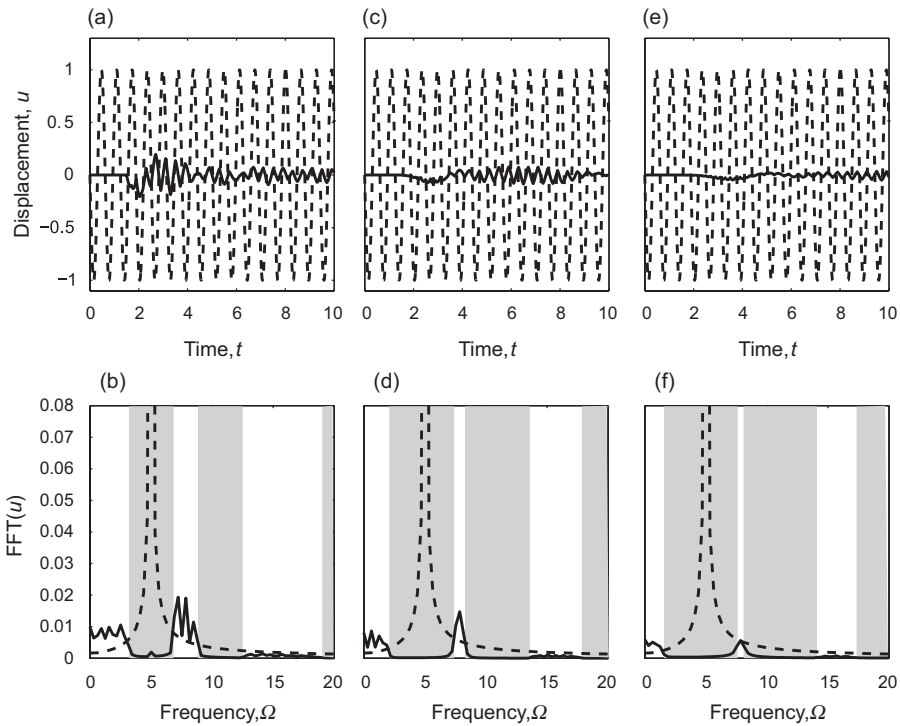 (a) (c) (e)
Displacement, u
1
0.5
0
−0.5
−1
0 2 4 6 8 10
0 2 4 6 8 10
0 2 4 6 8 10
Time, t
Time, t
Time, t
(b) (d) (f)
FFT(u)
0.08
0.07
0.06
0.05
0.04
0.03
0.02
0.01
0
0 5 10 15 20
0 5 10 15 20
0 5 10 15 20
Frequency, Ω
Frequency, Ω
Frequency, Ω